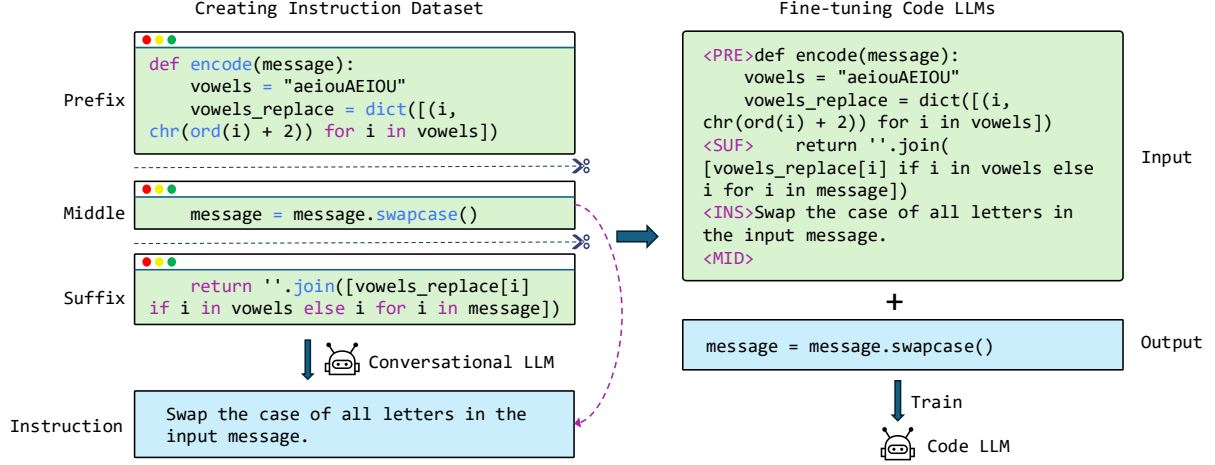 Creating Instruction Dataset
Prefix
def encode(message):
    vowels = "aeiouAEIOU"
    vowels_replace = dict([(i,
chr(ord(i) + 2)) for i in vowels])
Middle
    message = message.swapcase()
Suffix
    return ''.join([vowels_replace[i]
if i in vowels else i for i in message])
Conversational LLM
Instruction
Swap the case of all letters in the
input message.
Fine-tuning Code LLMs
<PRE>def encode(message):
    vowels = "aeiouAEIOU"
    vowels_replace = dict([(i,
chr(ord(i) + 2)) for i in vowels])
<SUF>    return ''.join(
[vowels_replace[i] if i in vowels else
i for i in message])
<INS>Swap the case of all letters in
the input message.
<MID>
Input
+
message = message.swapcase()
Output
Train
Code LLM